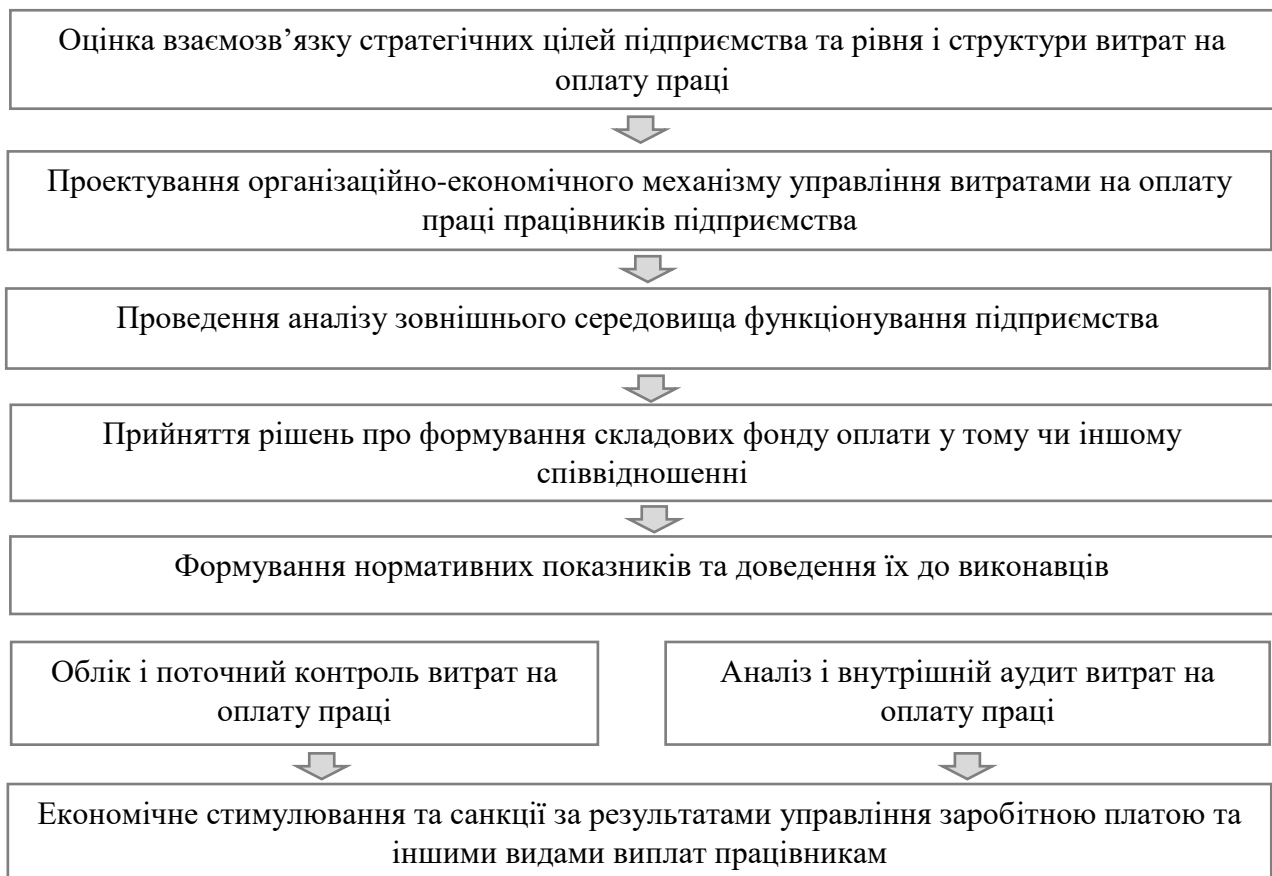 Оцінка взаємозв’язку стратегічних цілей підприємства та рівня і структури витрат на
оплату праці
Проектування організаційно-економічного механізму управління витратами на оплату
праці працівників підприємства
Проведення аналізу зовнішнього середовища функціонування підприємства
Прийняття рішень про формування складових фонду оплати у тому чи іншому
співвідношенні
Формування нормативних показників та доведення їх до виконавців
Облік і поточний контроль витрат на
оплату праці
Аналіз і внутрішній аудит витрат на
оплату праці
Економічне стимулювання та санкції за результатами управління заробітною платою та
іншими видами виплат працівникам